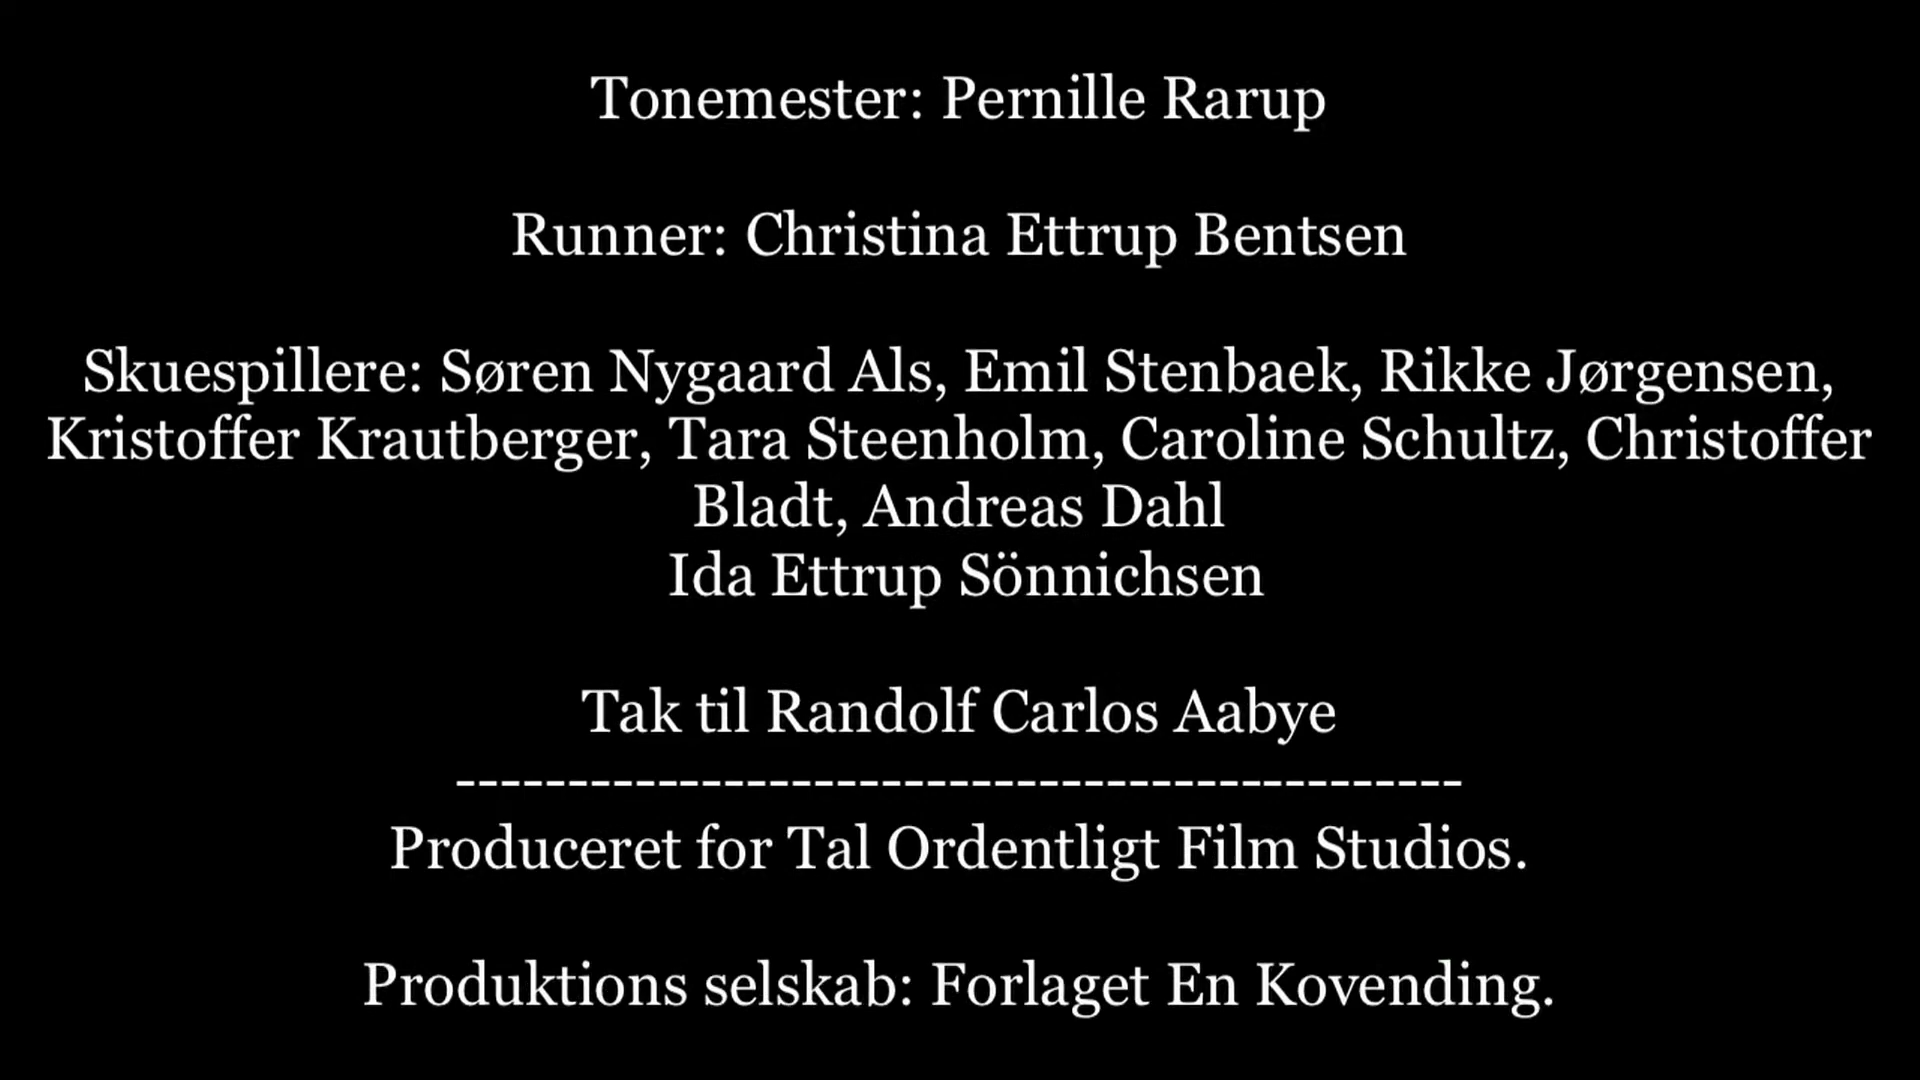 Tonemester: Pernille Rarup
Runner: Christina Ettrup Bentsen
Skuespillere: Søren Nygaard Als, Emil Stenbaek, Rikke Jørgensen,
Kristoffer Krautberger, Tara Steenholm, Caroline Schultz, Christoffer
Bladt, Andreas Dahl
Ida Ettrup Sönnichsen
Tak til Randolf Carlos Aabye
---------------------------------------------
Produceret for Tal Ordentligt Film Studios.
Produktions selskab: Forlaget En Kovending.